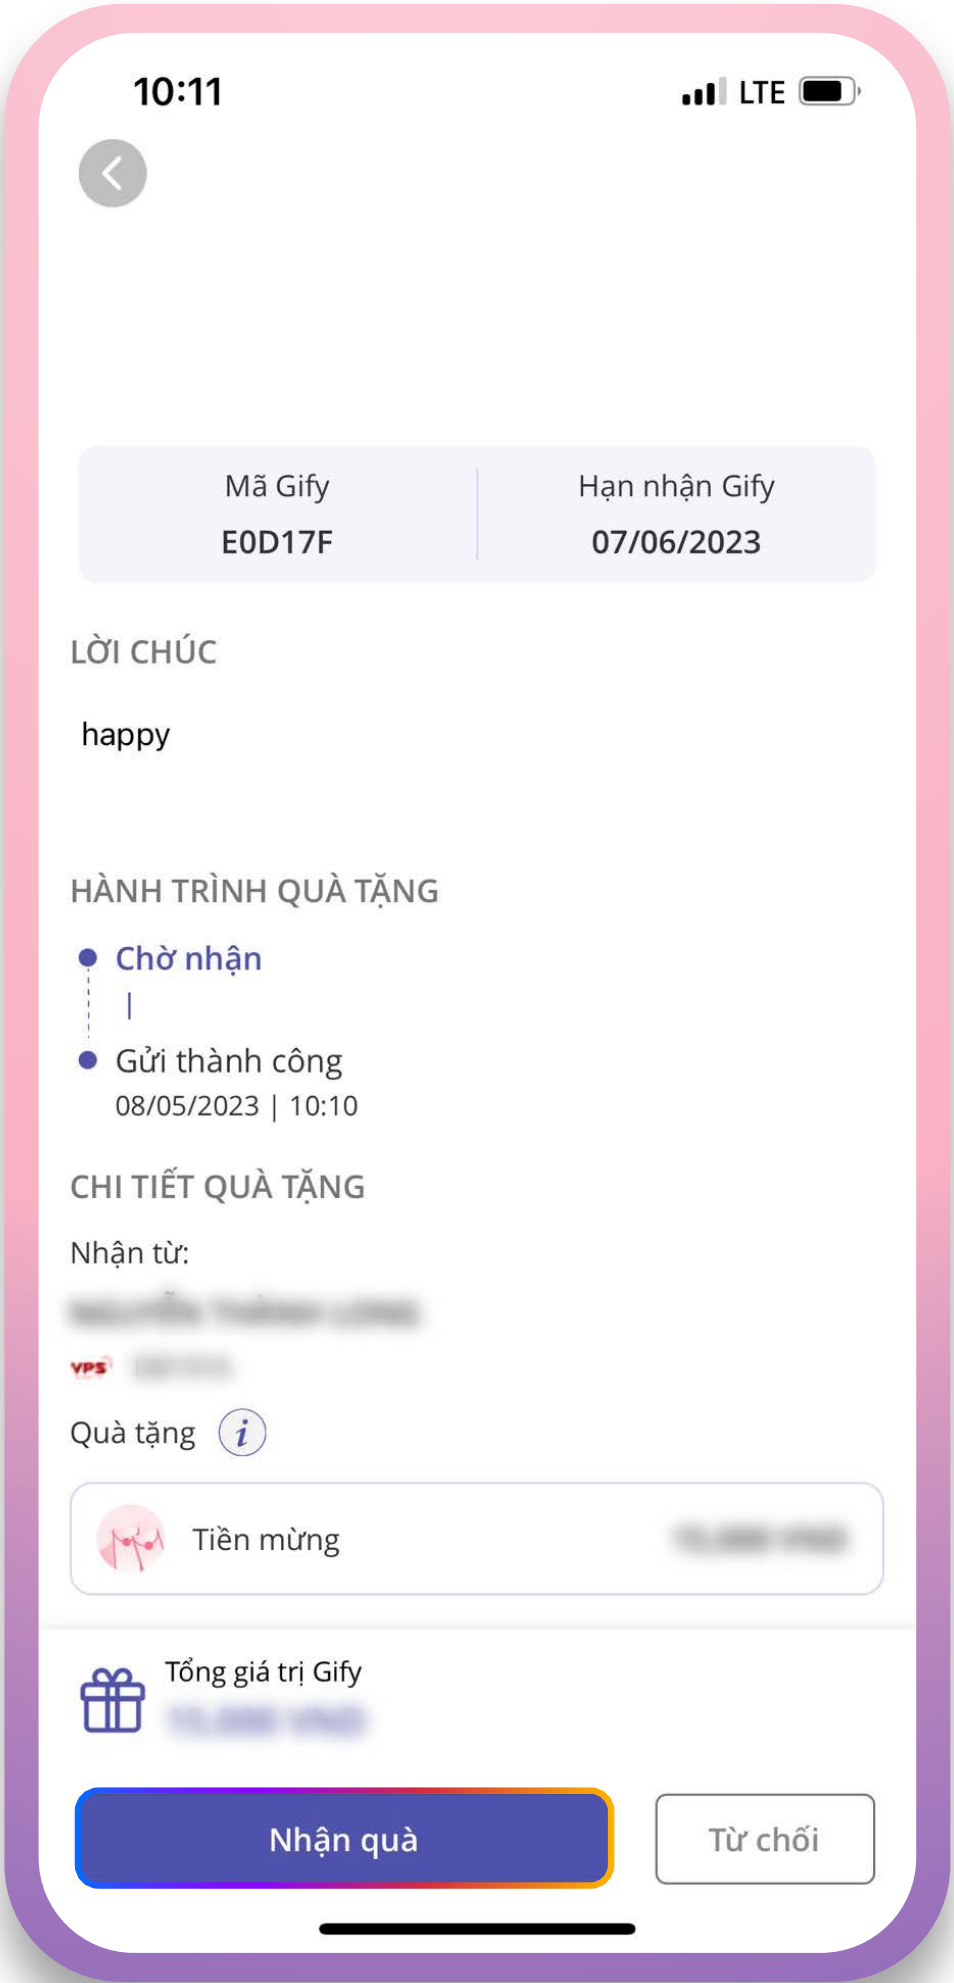 10:11
LTE
Mã Gify
E0D17F
Hạn nhận Gify
07/06/2023
LỜI CHÚC
happy
HÀNH TRÌNH QUÀ TẶNG
Chờ nhận
|
Gửi thành công
08/05/2023 | 10:10
CHI TIẾT QUÀ TẶNG
Nhận từ:
VPS
Quà tặng i
Tiền mừng
Tổng giá trị Gify
Nhận quà
Từ chối